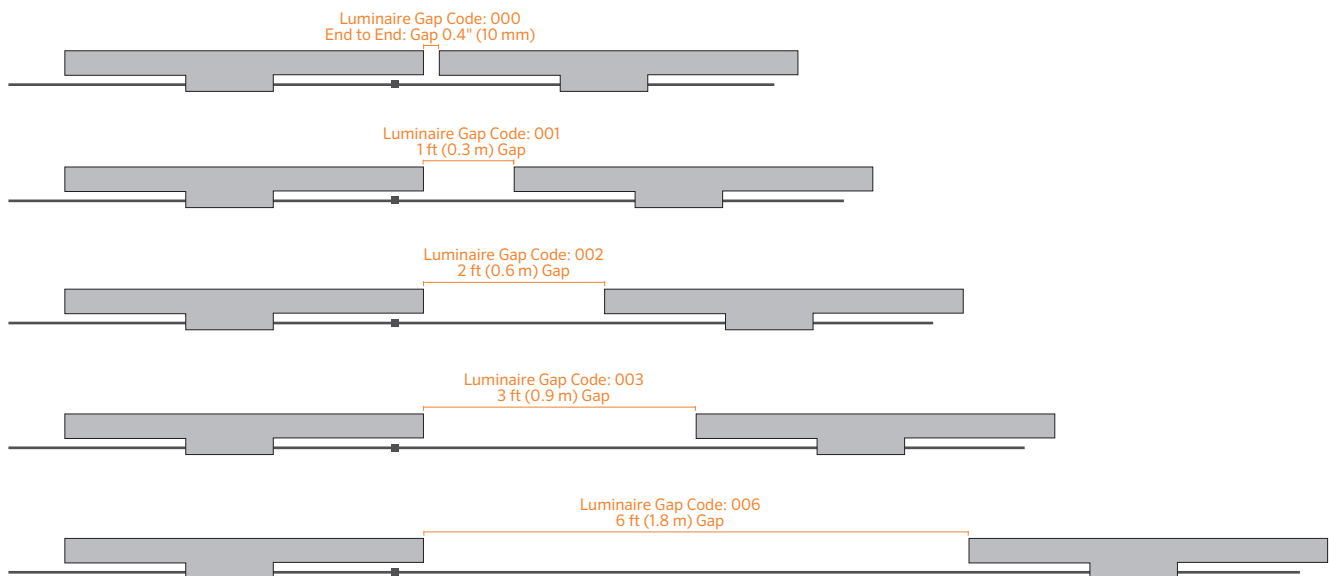 Luminaire Gap Code: 000
End to End: Gap 0.4" (10 mm)
Luminaire Gap Code: 001
1 ft (0.3 m) Gap
Luminaire Gap Code: 002
2 ft (0.6 m) Gap
Luminaire Gap Code: 003
3 ft (0.9 m) Gap
Luminaire Gap Code: 006
6 ft (1.8 m) Gap